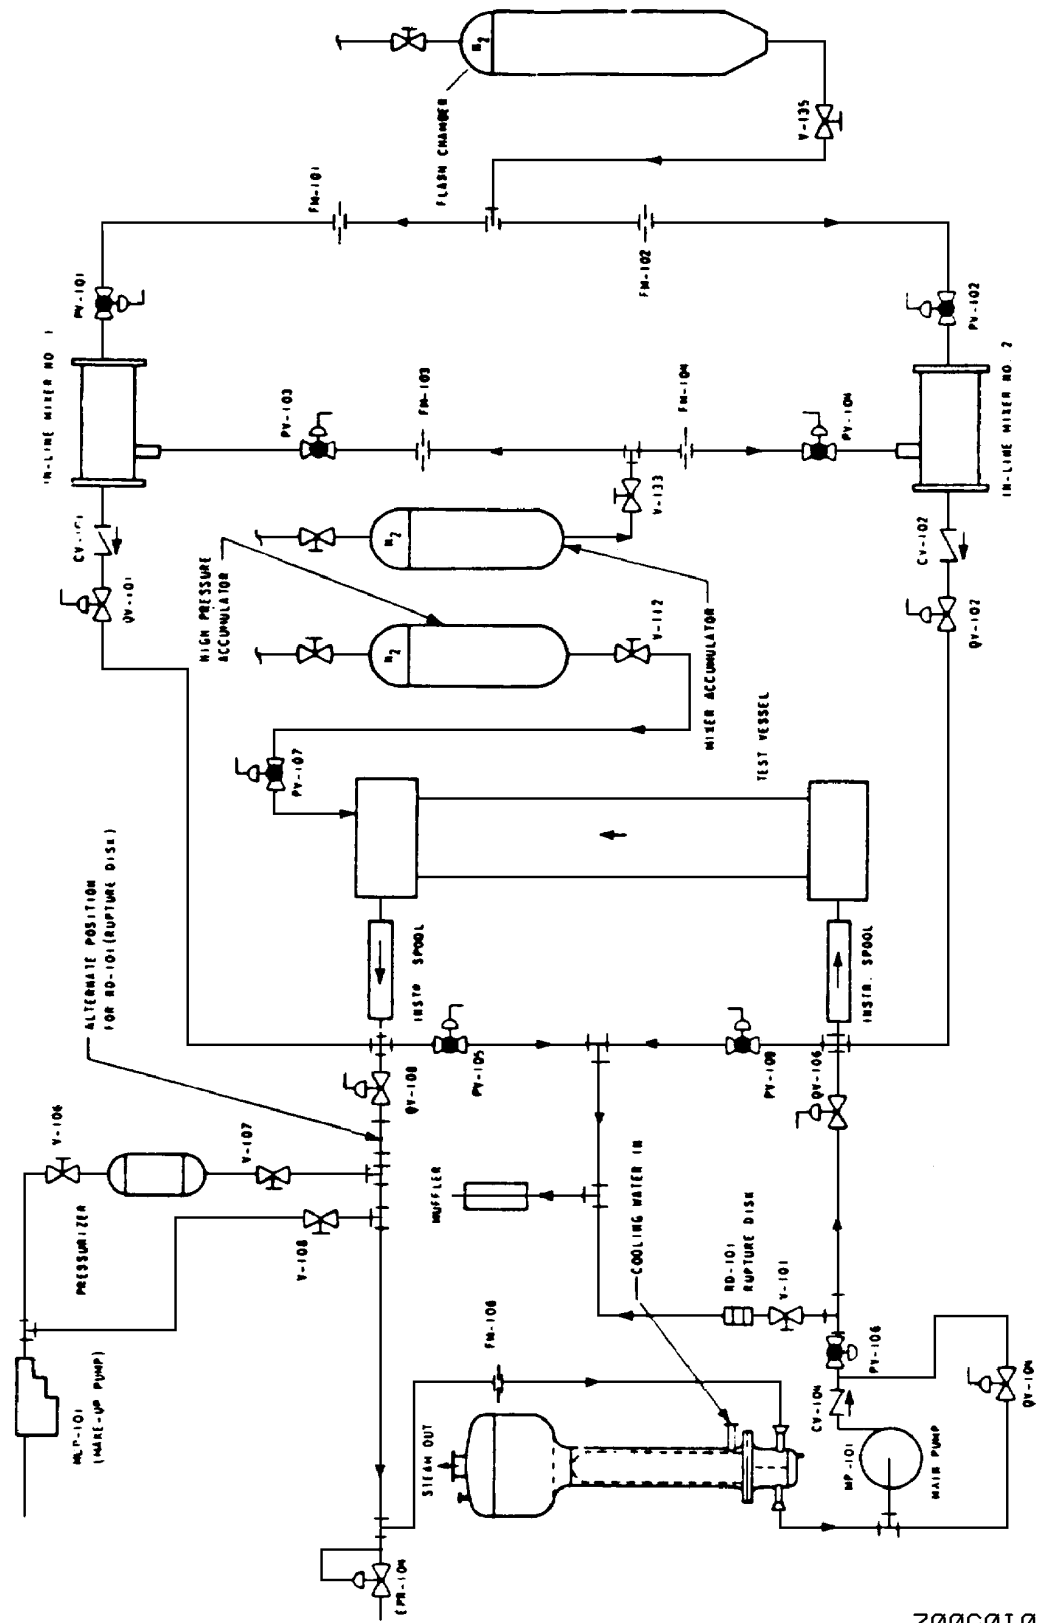 N2
FLASH CHAMBER
V-135
FM-101
FM-102
PV-101
PV-102
IN-LINE MIXER NO. 1
IN-LINE MIXER NO. 2
PV-103
FM-103
FM-104
PV-104
CV-101
CV-102
QV-101
QV-102
N2
V-133
HIGH PRESSURE
ACCUMULATOR
N2
V-112
MIXER ACCUMULATOR
PV-107
TEST VESSEL
ALTERNATE POSITION
FOR RD-101 (RUPTURE DISK)
INSTR. SPOOL
INSTR. SPOOL
PV-105
PV-108
QV-108
QV-106
V-106
V-107
PRESSURIZER
V-108
MUFFLER
COOLING WATER IN
RD-101
RUPTURE DISK
V-101
MLP-101
(MAKE-UP PUMP)
FM-106
PV-106
CV-104
QV-104
STEAM OUT
MP-101
MAIN PUMP
EPR-104